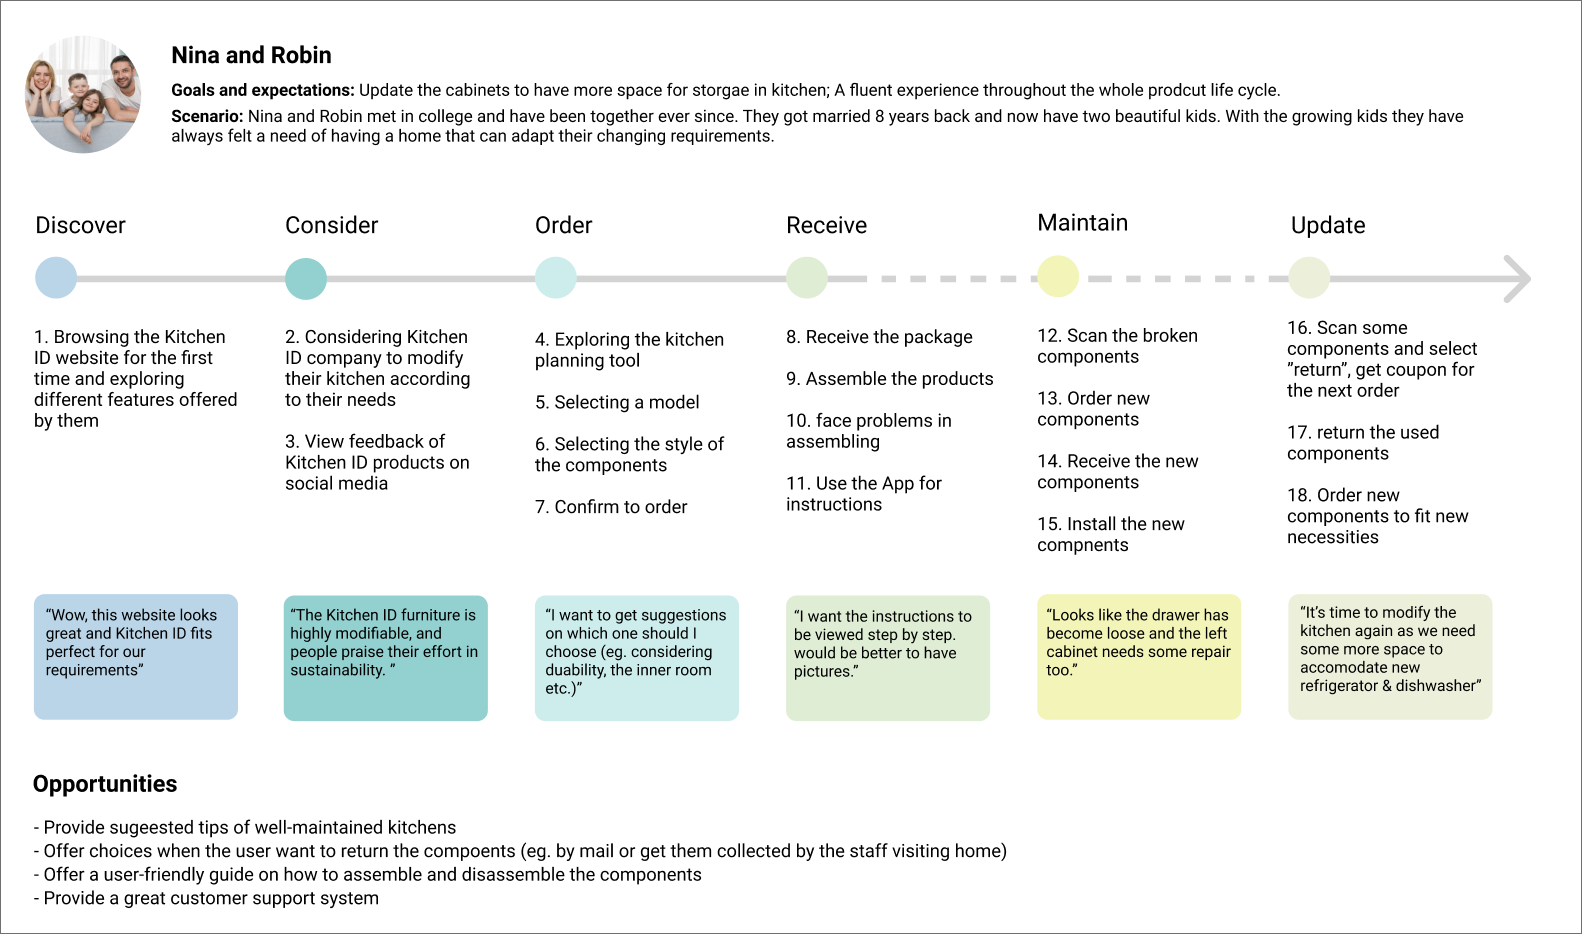 Nina and Robin
Goals and expectations: Update the cabinets to have more space for storgae in kitchen; A fluent experience throughout the whole prodcut life cycle.
Scenario: Nina and Robin met in college and have been together ever since. They got married 8 years back and now have two beautiful kids. With the growing kids they have
always felt a need of having a home that can adapt their changing requirements.
Discover
Consider
Order
Receive
Maintain
Update
1. Browsing the Kitchen
ID website for the first
time and exploring
different features offered
by them
2. Considering Kitchen
ID company to modify
their kitchen according
to their needs
3. View feedback of
Kitchen ID products on
social media
4. Exploring the kitchen
planning tool
5. Selecting a model
6. Selecting the style of
the components
7. Confirm to order
8. Receive the package
9. Assemble the products
10. face problems in
assembling
11. Use the App for
instructions
12. Scan the broken
components
13. Order new
components
14. Receive the new
components
15. Install the new
compnents
16. Scan some
components and select
”return”, get coupon for
the next order
17. return the used
components
18. Order new
components to fit new
necessities
“Wow, this website looks
great and Kitchen ID fits
perfect for our
requirements”
“The Kitchen ID furniture is
highly modifiable, and
people praise their effort in
sustainability. ”
“I want to get suggestions
on which one should I
choose (eg. considering
duability, the inner room
etc.)”
“I want the instructions to
be viewed step by step.
would be better to have
pictures.”
“Looks like the drawer has
become loose and the left
cabinet needs some repair
too.”
“It’s time to modify the
kitchen again as we need
some more space to
accomodate new
refrigerator & dishwasher”
Opportunities
- Provide sugeested tips of well-maintained kitchens
- Offer choices when the user want to return the compoents (eg. by mail or get them collected by the staff visiting home)
- Offer a user-friendly guide on how to assemble and disassemble the components
- Provide a great customer support system